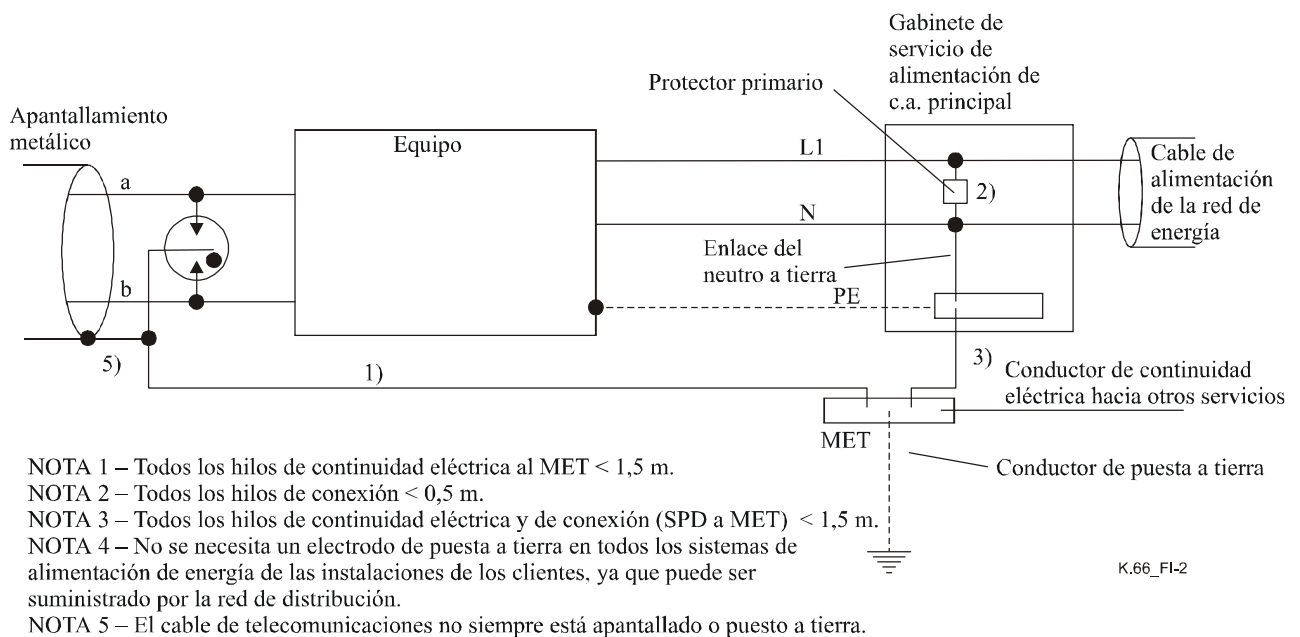 Gabinete de
servicio de
alimentación de
c.a. principal
Protector primario
Apantallamiento
metálico
Equipo
L1
Cable de
alimentación
de la red de
energía
a
2)
N
Enlace del
neutro a tierra
b
PE
5)
1)
3)
Conductor de continuidad
eléctrica hacia otros servicios
MET
Conductor de puesta a tierra
NOTA 1 – Todos los hilos de continuidad eléctrica al MET < 1,5 m.
NOTA 2 – Todos los hilos de conexión < 0,5 m.
NOTA 3 – Todos los hilos de continuidad eléctrica y de conexión (SPD a MET) < 1,5 m.
NOTA 4 – No se necesita un electrodo de puesta a tierra en todos los sistemas de
alimentación de energía de las instalaciones de los clientes, ya que puede ser
suministrado por la red de distribución.
NOTA 5 – El cable de telecomunicaciones no siempre está apantallado o puesto a tierra.
K.66_FI-2